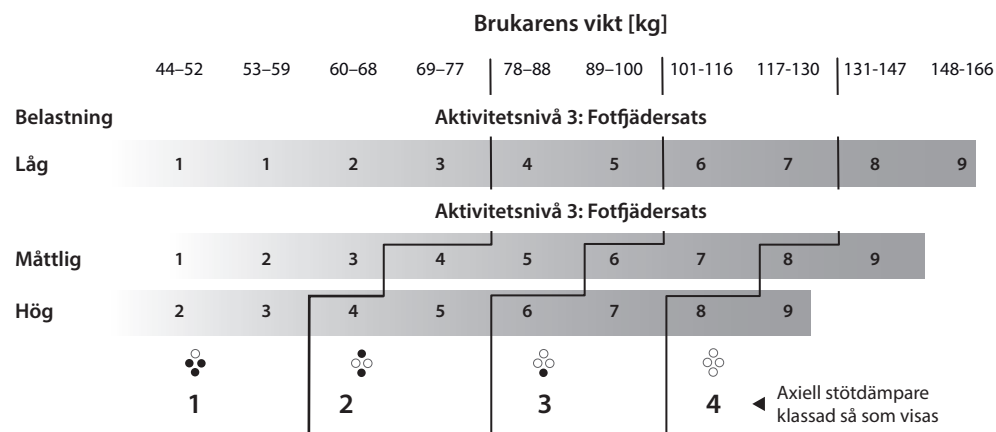 Brukarens vikt [kg]
44–52 53–59 60–68 69–77 78–88 89–100 101-116 117-130 131-147 148-166
Belastning Aktivitetsnivå 3: Fotfjädersats
Låg 1 1 2 3 4 5 6 7 8 9
Aktivitetsnivå 3: Fotfjädersats
Måttlig 1 2 3 4 5 6 7 8 9
Hög 2 3 4 5 6 7 8 9
1 2 3 4 ◄ Axiell stötdämpare
klassad så som visas